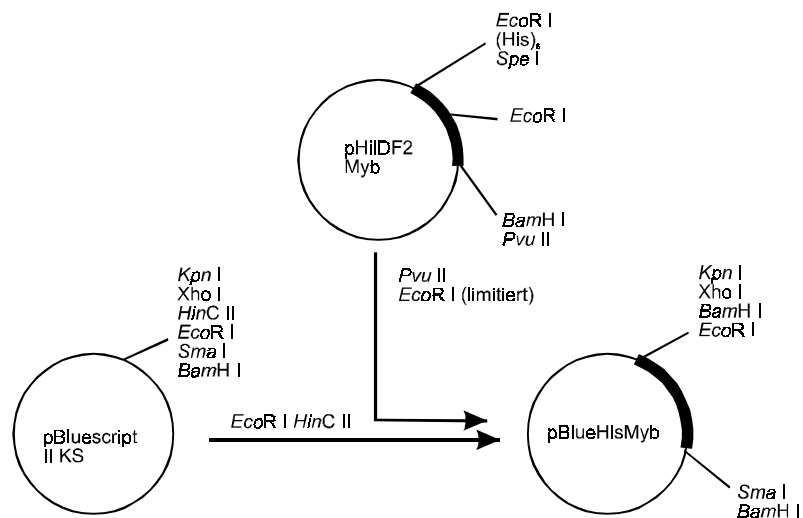 EcoR I
(His)6
Spe I
EcoR I
pHilDF2
Myb
BamH I
Pvu II
Pvu II
EcoR I (limitiert)
Kpn I
Xho I
HinC II
EcoR I
Sma I
BamH I
pBluescript
II KS
EcoR I HinC II
Kpn I
Xho I
BamH I
EcoR I
pBlueHIsMyb
Sma I
BamH I